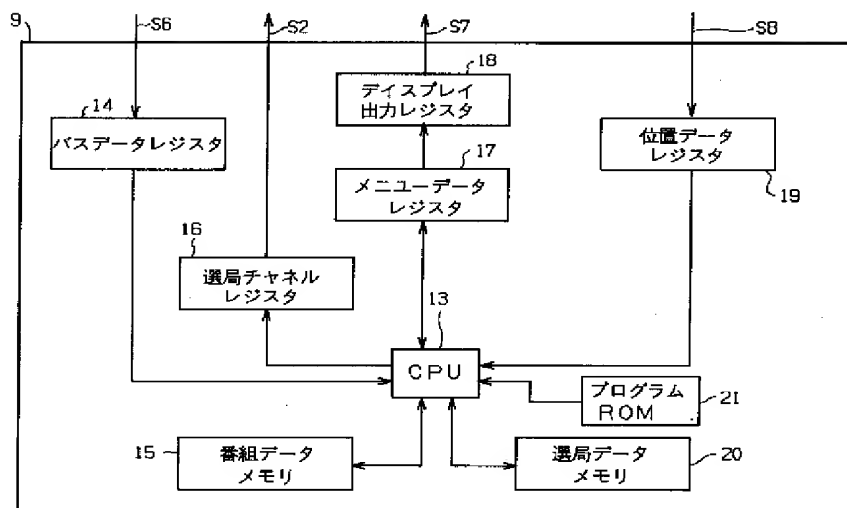 9
S6
S2
S7
S8
18
ディスプレイ
出力レジスタ
14
バスデータレジスタ
位置データ
レジスタ
19
17
メニューデータ
レジスタ
16
選局チャネル
レジスタ
13
CPU
プログラム
ROM
21
15
番組データ
メモリ
選局データ
メモリ
20